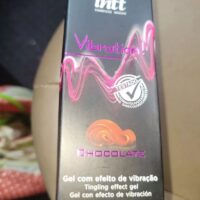 intt
Vibration!
CHOCOLATE
Gel com efeito de vibração
Tingling effect gel
Gel con efecto de vibración